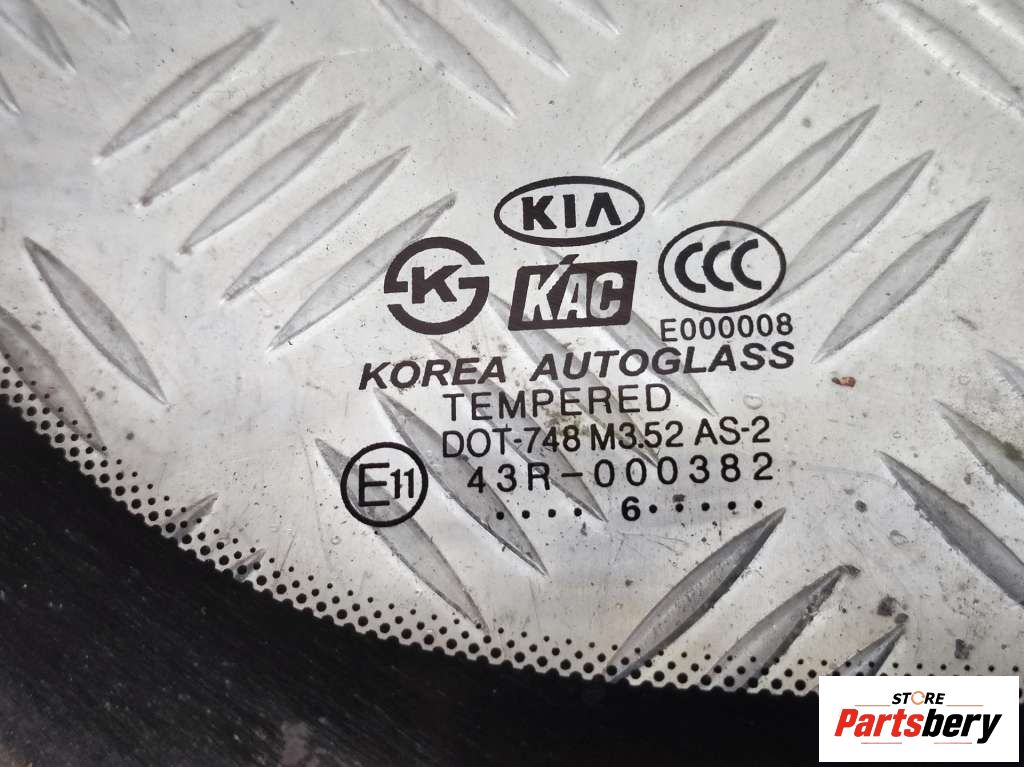 KIA
K
KAC
CCC
E000008
KOREA AUTOGLASS
TEMPERED
DOT-748 M3.52 AS-2
E11
43R-000382
.... 6.....
STORE
Partsbery